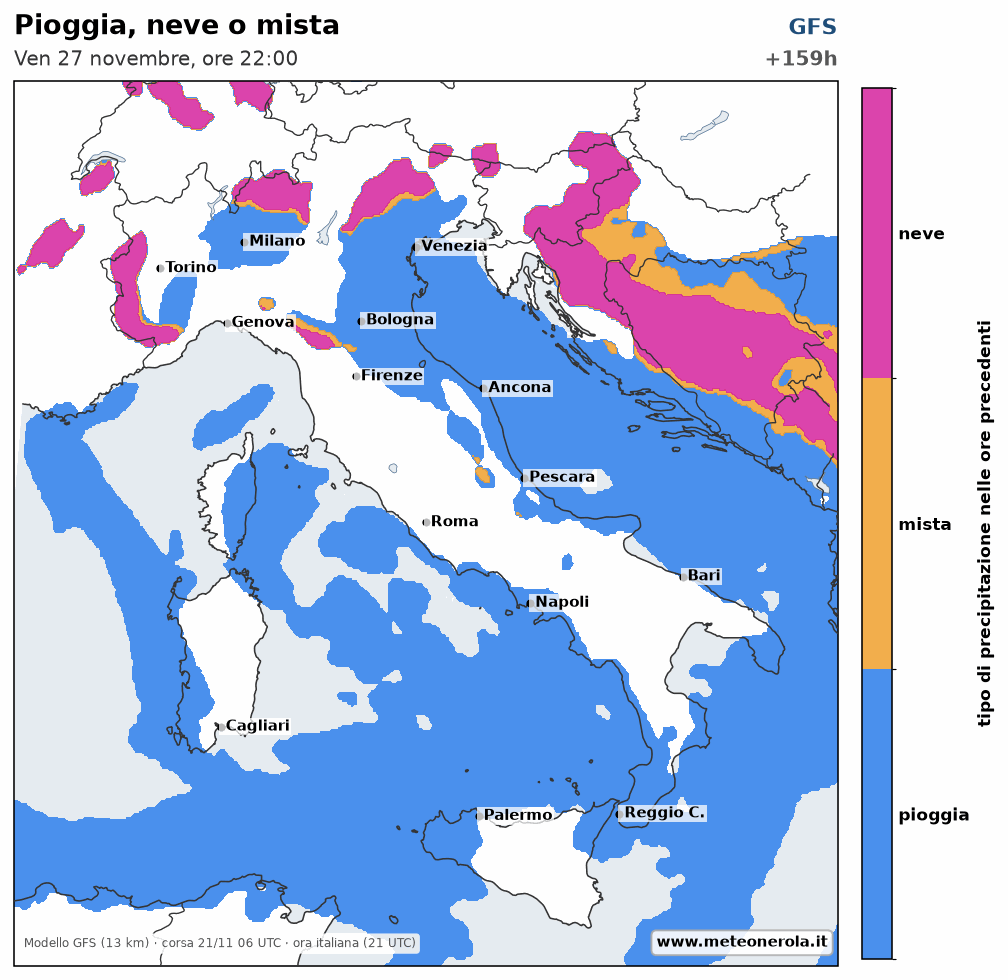 Pioggia, neve o mista
GFS
Ven 27 novembre, ore 22:00
+159h
neve
mista
pioggia
tipo di precipitazione nelle ore precedenti
Milano
Venezia
Torino
Genova
Bologna
Firenze
Ancona
Pescara
Roma
Bari
Napoli
Cagliari
Palermo
Reggio C.
Modello GFS (13 km) · corsa 21/11 06 UTC · ora italiana (21 UTC)
www.meteonerola.it